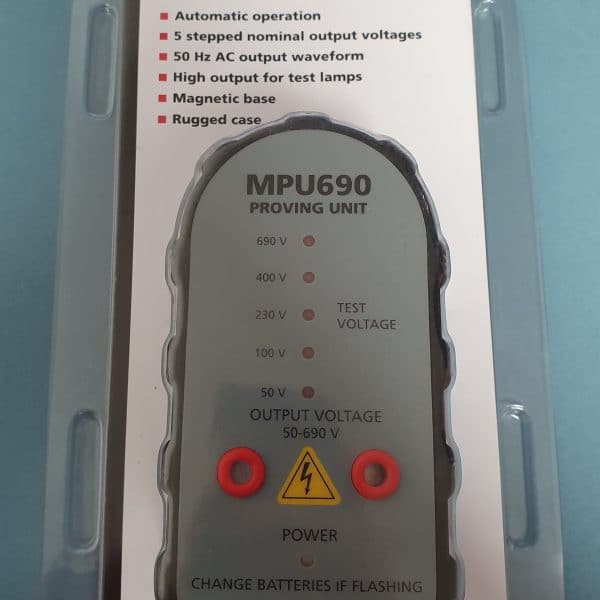 Automatic operation
5 stepped nominal output voltages
50 Hz AC output waveform
High output for test lamps
Magnetic base
Rugged case
MPU690
PROVING UNIT
690 V
400 V
230 V
TEST
VOLTAGE
100 V
50 V
OUTPUT VOLTAGE
50-690 V
POWER
CHANGE BATTERIES IF FLASHING